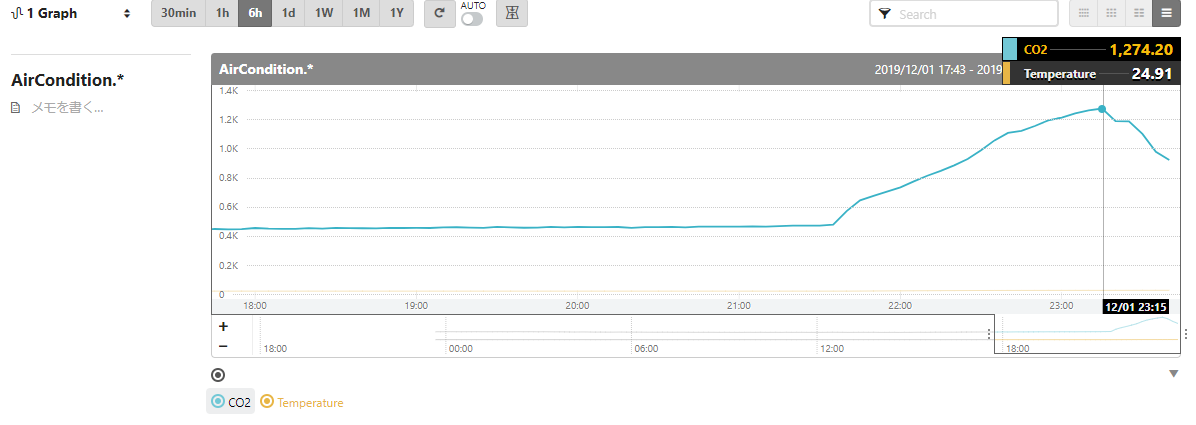 1 Graph 30min 1h 6h 1d 1W 1M 1Y AUTO Search
AirCondition.*
メモを書く...
AirCondition.* 2019/12/01 17:43 - 2019
CO2 1,274.20
Temperature 24.91
1.4K
1.2K
1.0K
0.8K
0.6K
0.4K
0.2K
0
18:00 19:00 20:00 21:00 22:00 23:00 12/01 23:15
+
−
18:00 00:00 06:00 12:00 18:00
CO2 Temperature